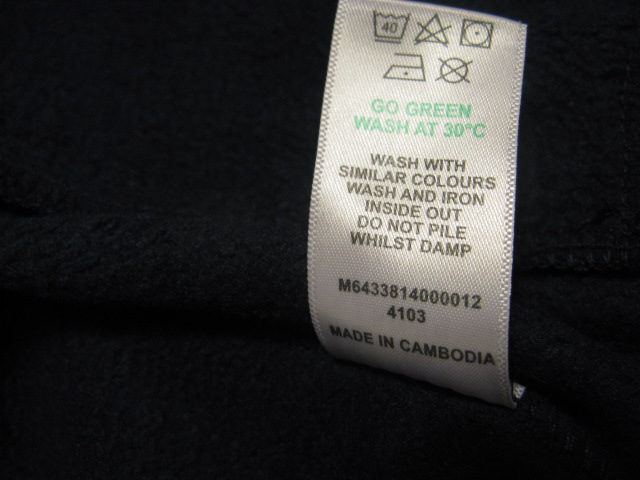 40
GO GREEN
WASH AT 30°C
WASH WITH
SIMILAR COLOURS
WASH AND IRON
INSIDE OUT
DO NOT PILE
WHILST DAMP
M6433814000012
4103
MADE IN CAMBODIA